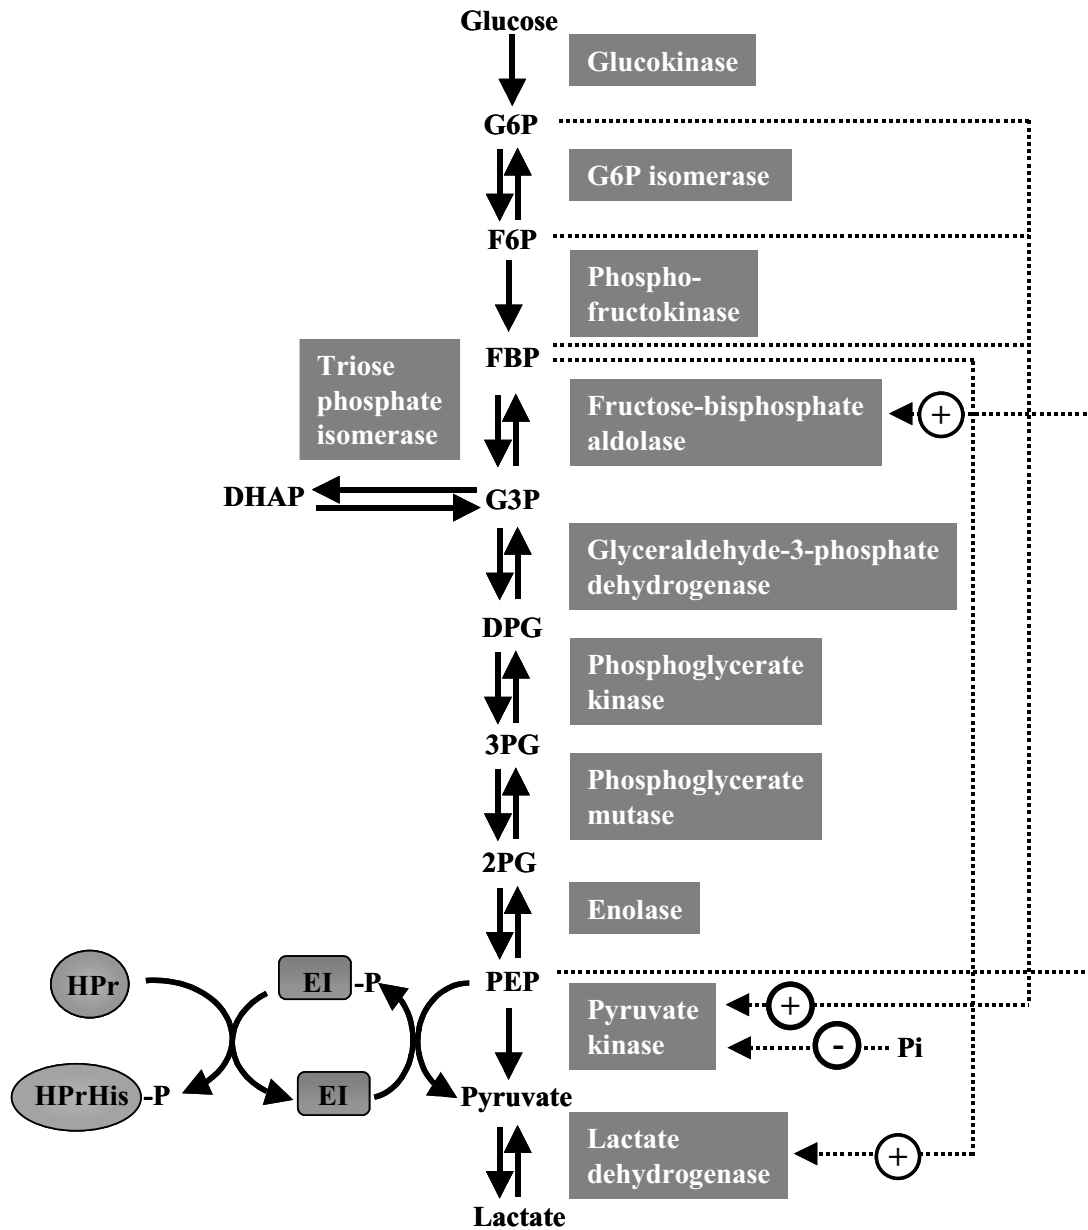 Glucose
Glucokinase
G6P
G6P isomerase
F6P
Phospho-
fructokinase
FBP
Triose
phosphate
isomerase
Fructose-bisphosphate
aldolase
+
DHAP
G3P
Glyceraldehyde-3-phosphate
dehydrogenase
DPG
Phosphoglycerate
kinase
3PG
Phosphoglycerate
mutase
2PG
Enolase
HPr
EI -P
PEP
Pyruvate
kinase
+
- Pi
HPrHis -P
EI
Pyruvate
Lactate
dehydrogenase
+
Lactate